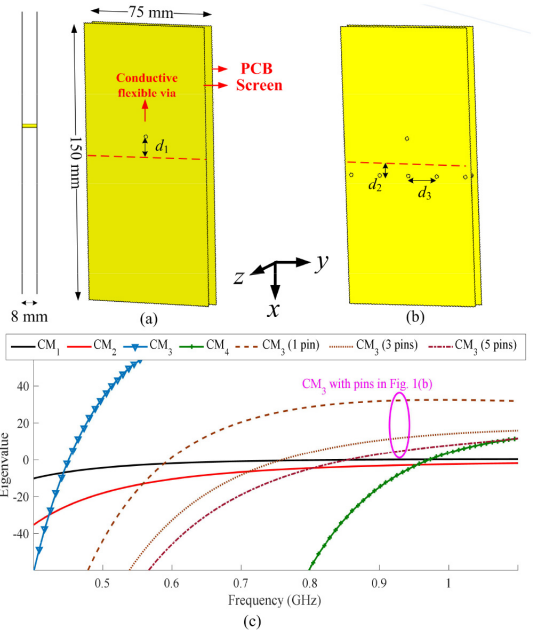 75 mm
PCB
Screen
Conductive
flexible via
d1
150 mm
8 mm
(a)
z
y
x
d2
d3
(b)
CM1
CM2
CM3
CM4
CM3 (1 pin)
CM3 (3 pins)
CM3 (5 pins)
CM3 with pins in Fig. 1(b)
Eigenvalue
40
20
0
-20
-40
0.5
0.6
0.7
0.8
0.9
1
Frequency (GHz)
(c)